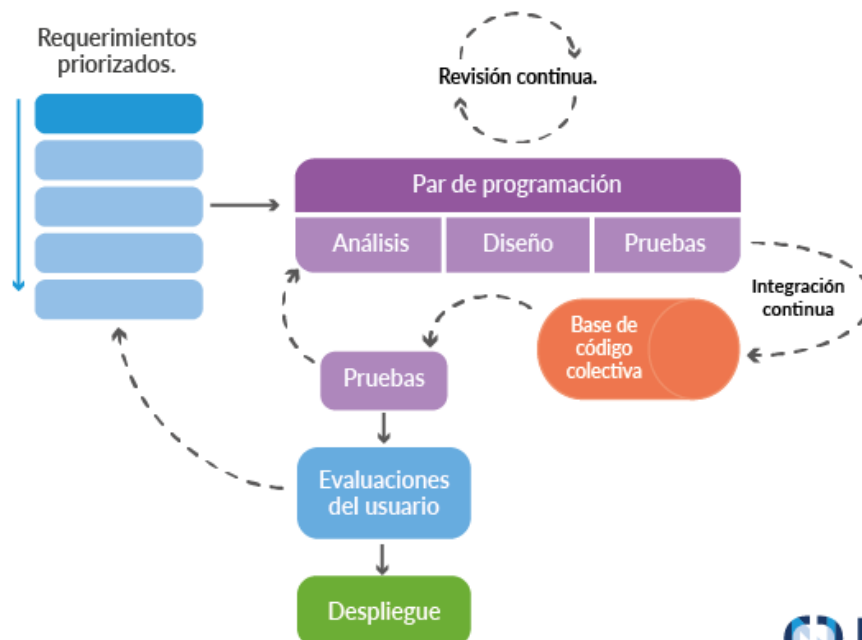 Requerimientos
priorizados.
Revisión continua.
Par de programación
Análisis
Diseño
Pruebas
Integración
continua
Base de
código
colectiva
Pruebas
Evaluaciones
del usuario
Despliegue